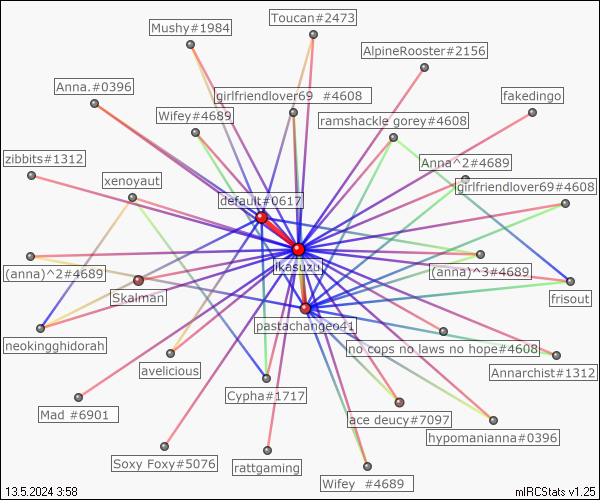 Toucan#2473
Mushy#1984
AlpineRooster#2156
Anna.#0396
girlfriendlover69 #4608
fakedingo
Wifey#4689
ramshackle gorey#4608
zibbits#1312
Anna^2#4689
xenoyaut
girlfriendlover69#4608
default#0617
ikasuzu
(anna)^2#4689
(anna)^3#4689
Skalman
frisout
pastachangeo41
neokingghidorah
no cops no laws no hope#4608
avelicious
Annarchist#1312
Cypha#1717
Mad #6901
ace deucy#7097
hypomanianna#0396
Soxy Foxy#5076
rattgaming
Wifey #4689
13.5.2024 3:58
mIRCStats v1.25